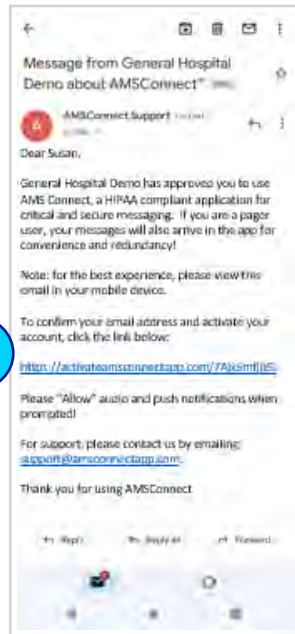 Message from General Hospital
Demo about AMSConnect"
AMSConnect Support
Dear Susan,
General Hospital Demo has approved you to use
AMS Connect, a HIPAA compliant application for
critical and secure messaging. If you are a pager
user, your messages will also arrive in the app for
convenience and redundancy!
Note: for the best experience, please view this
email in your mobile device.
To confirm your email address and activate your
account, click the link below:
Please "Allow" audio and push notifications when
prompted!
For support, please contact us by emailing
support@amsconnectapp.com.
Thank you for using AMSConnect
Reply Reply all Forward